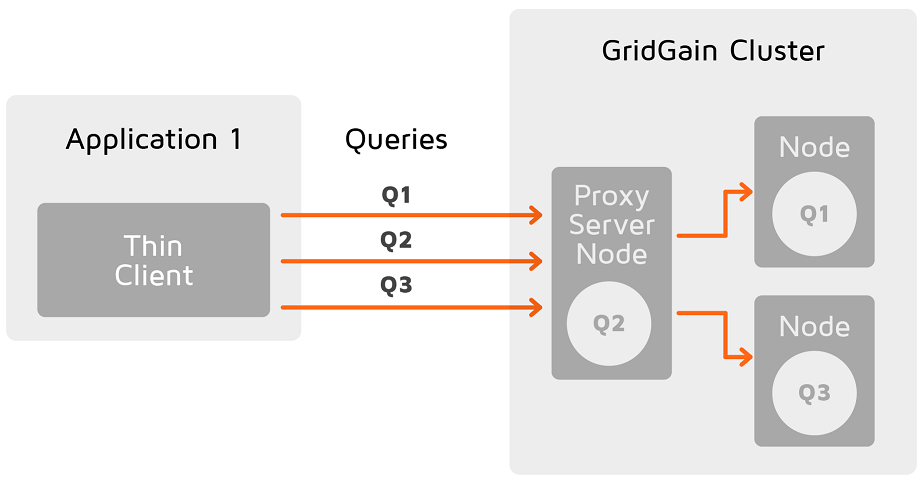 GridGain Cluster
Application 1
Queries
Thin
Client
Q1
Q2
Q3
Proxy
Server
Node
Q2
Node
Q1
Node
Q3